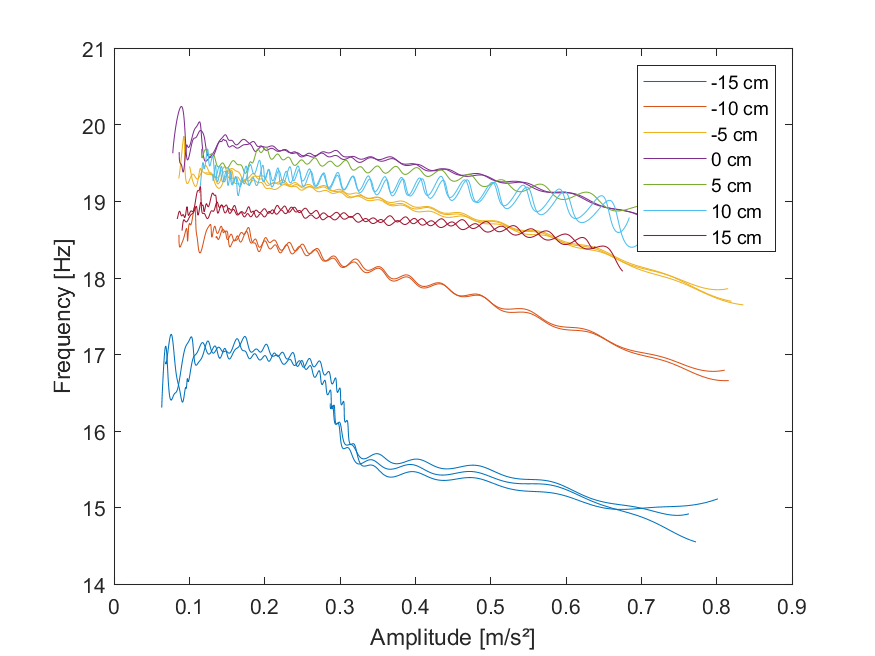 21
20
19
18
17
16
15
14
Frequency [Hz]
-15 cm
-10 cm
-5 cm
0 cm
5 cm
10 cm
15 cm
0
0.1
0.2
0.3
0.4
0.5
0.6
0.7
0.8
0.9
Amplitude [m/s²]